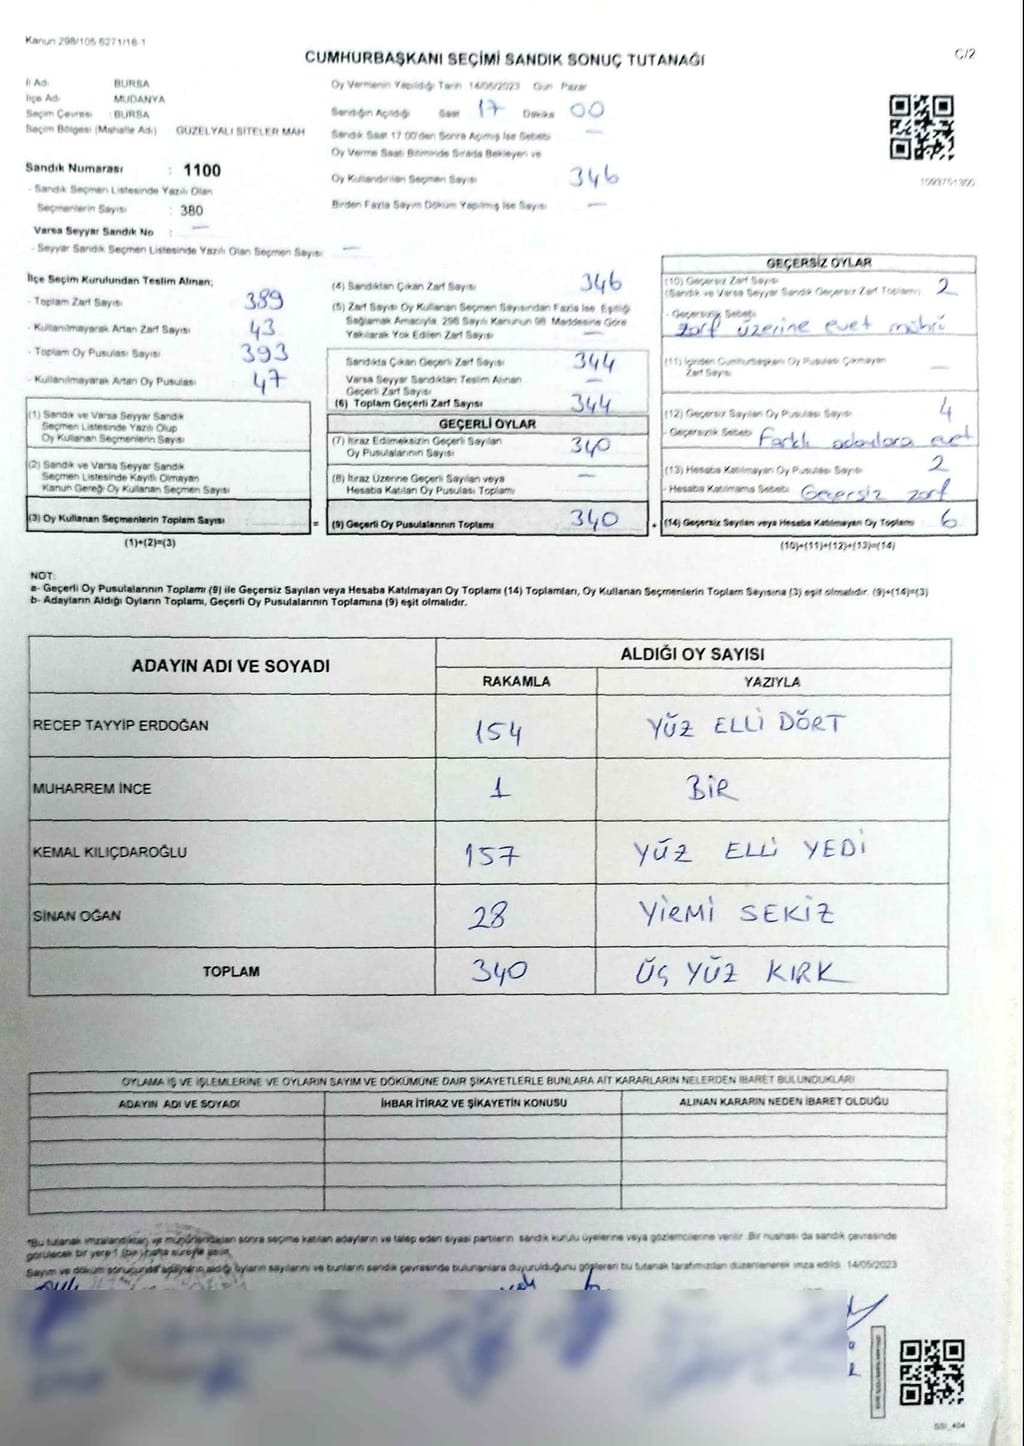 Kanun 298/105 6271/16-1
CUMHURBAŞKANI SEÇİMİ SANDIK SONUÇ TUTANAĞI
C/2
İl Adı : BURSA
İlçe Adı : MUDANYA
Seçim Çevresi : BURSA
Seçim Bölgesi (Mahalle Adı) GÜZELYALI SİTELER MAH
Sandık Numarası : 1100
- Sandık Seçmen Listesinde Yazılı Olan
Seçmenlerin Sayısı : 380
Varsa Seyyar Sandık No : —
- Seyyar Sandık Seçmen Listesinde Yazılı Olan Seçmen Sayısı: —
Oy Vermenin Yapıldığı Tarih 14/05/2023 Gün Pazar
Sandığın Açıldığı Saat 17 Dakika 00
Sandık Saat 17.00'den Sonra Açılmış İse Sebebi —
Oy Verme Saati Bitiminde Sırada Bekleyen ve
Oy Kullandırılan Seçmen Sayısı 346
Birden Fazla Sayım Döküm Yapılmış İse Sayısı —
1093751300
İlçe Seçim Kurulundan Teslim Alınan;
- Toplam Zarf Sayısı 389
- Kullanılmayarak Artan Zarf Sayısı 43
- Toplam Oy Pusulası Sayısı 393
- Kullanılmayarak Artan Oy Pusulası 47
(1) Sandık ve Varsa Seyyar Sandık
Seçmen Listesinde Yazılı Olup
Oy Kullanan Seçmenlerin Sayısı
(2) Sandık ve Varsa Seyyar Sandık
Seçmen Listesinde Kayıtlı Olmayan
Kanun Gereği Oy Kullanan Seçmen Sayısı
(3) Oy Kullanan Seçmenlerin Toplam Sayısı
(1)+(2)=(3)
(4) Sandıktan Çıkan Zarf Sayısı 346
(5) Zarf Sayısı Oy Kullanan Seçmen Sayısından Fazla İse, Eşitliği
Sağlamak Amacıyla, 298 Sayılı Kanunun 98. Maddesine Göre
Yakılarak Yok Edilen Zarf Sayısı —
Sandıkta Çıkan Geçerli Zarf Sayısı 344
Varsa Seyyar Sandıktan Teslim Alınan
Geçerli Zarf Sayısı —
(6) Toplam Geçerli Zarf Sayısı 344
GEÇERLİ OYLAR
(7) İtiraz Edilmeksizin Geçerli Sayılan
Oy Pusulalarının Sayısı 340
(8) İtiraz Üzerine Geçerli Sayılan veya
Hesaba Katılan Oy Pusulası Toplamı —
= (9) Geçerli Oy Pusulalarının Toplamı 340
GEÇERSİZ OYLAR
(10) Geçersiz Zarf Sayısı
(Sandık ve Varsa Seyyar Sandık Geçersiz Zarf Toplamı) 2
- Geçersizlik Sebebi
zarf üzerine evet mührü
(11) İçinden Cumhurbaşkanı Oy Pusulası Çıkmayan
Zarf Sayısı —
(12) Geçersiz Sayılan Oy Pusulası Sayısı 4
- Geçersizlik Sebebi Farklı adaylara evet
(13) Hesaba Katılmayan Oy Pusulası Sayısı 2
- Hesaba Katılmama Sebebi Geçersiz zarf
+ (14) Geçersiz Sayılan veya Hesaba Katılmayan Oy Toplamı 6
(10)+(11)+(12)+(13)=(14)
NOT:
a- Geçerli Oy Pusulalarının Toplamı (9) ile Geçersiz Sayılan veya Hesaba Katılmayan Oy Toplamı (14) Toplamları, Oy Kullanan Seçmenlerin Toplam Sayısına (3) eşit olmalıdır. (9)+(14)=(3)
b- Adayların Aldığı Oyların Toplamı, Geçerli Oy Pusulalarının Toplamına (9) eşit olmalıdır.
ADAYIN ADI VE SOYADI
ALDIĞI OY SAYISI
RAKAMLA YAZIYLA
RECEP TAYYİP ERDOĞAN 154 YÜZ ELLİ DÖRT
MUHARREM İNCE 1 BİR
KEMAL KILIÇDAROĞLU 157 YÜZ ELLİ YEDİ
SİNAN OĞAN 28 YİRMİ SEKİZ
TOPLAM 340 ÜÇ YÜZ KIRK
OYLAMA İŞ VE İŞLEMLERİNE VE OYLARIN SAYIM VE DÖKÜMÜNE DAİR ŞİKAYETLERLE BUNLARA AİT KARARLARIN NELERDEN İBARET BULUNDUKLARI
ADAYIN ADI VE SOYADI İHBAR İTİRAZ VE ŞİKAYETİN KONUSU ALINAN KARARIN NEDEN İBARET OLDUĞU
*Bu tutanak imzalandıktan ve mühürlendikten sonra seçime katılan adayların ve talep eden siyasi partilerin sandık kurulu üyelerine veya gözlemcilerine verilir. Bir nüshası da sandık çevresinde
görülecek bir yere 1 (bir) hafta süreyle asılır.
Sayım ve döküm sonucunda adayların aldığı oyların sayılarını ve bunların sandık çevresinde bulunanlara duyurulduğunu gösteren bu tutanak tarafımızdan düzenlenerek imza edildi. 14/05/2023
SSI_404